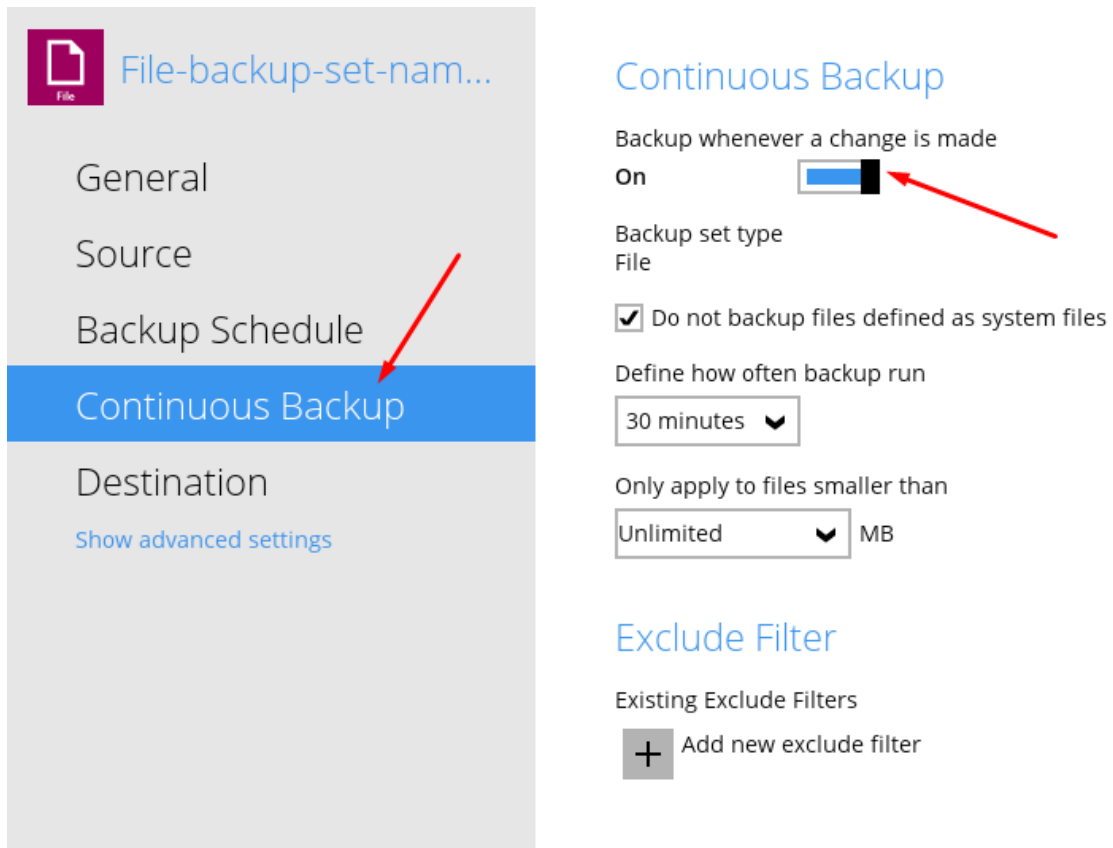 File
File-backup-set-nam...
General
Source
Backup Schedule
Continuous Backup
Destination
Show advanced settings
Continuous Backup
Backup whenever a change is made
On
Backup set type
File
Do not backup files defined as system files
Define how often backup run
30 minutes
Only apply to files smaller than
Unlimited MB
Exclude Filter
Existing Exclude Filters
Add new exclude filter